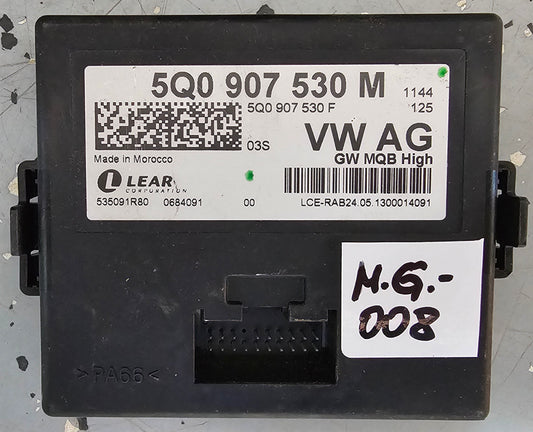 5Q0 907 530 M 1144
5Q0 907 530 F 125
03S VW AG
Made in Morocco GW MQB High
LEAR
CORPORATION
535091R80 0684091 00 LCE-RAB24.05.1300014091
M.G.-
008
>PA66<